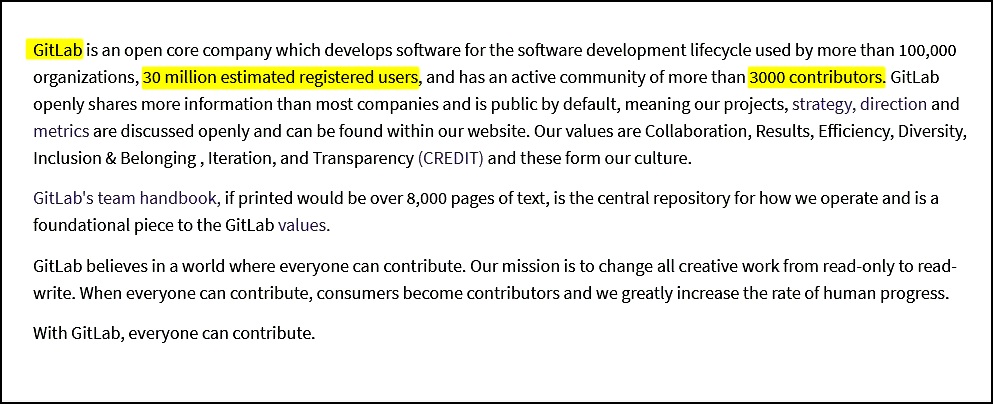 GitLab is an open core company which develops software for the software development lifecycle used by more than 100,000
organizations, 30 million estimated registered users, and has an active community of more than 3000 contributors. GitLab
openly shares more information than most companies and is public by default, meaning our projects, strategy, direction and
metrics are discussed openly and can be found within our website. Our values are Collaboration, Results, Efficiency, Diversity,
Inclusion & Belonging , Iteration, and Transparency (CREDIT) and these form our culture.
GitLab's team handbook, if printed would be over 8,000 pages of text, is the central repository for how we operate and is a
foundational piece to the GitLab values.
GitLab believes in a world where everyone can contribute. Our mission is to change all creative work from read-only to read-
write. When everyone can contribute, consumers become contributors and we greatly increase the rate of human progress.
With GitLab, everyone can contribute.